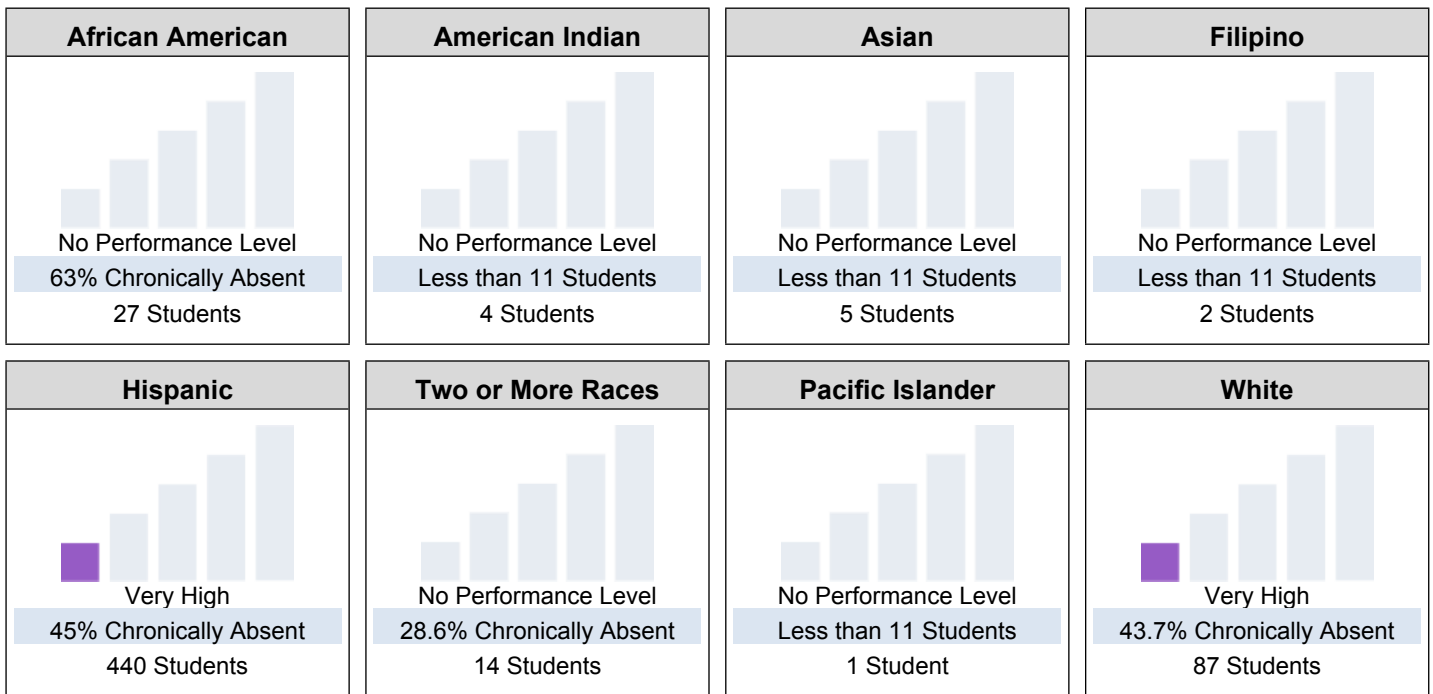 African American
No Performance Level
63% Chronically Absent
27 Students
American Indian
No Performance Level
Less than 11 Students
4 Students
Asian
No Performance Level
Less than 11 Students
5 Students
Filipino
No Performance Level
Less than 11 Students
2 Students
Hispanic
Very High
45% Chronically Absent
440 Students
Two or More Races
No Performance Level
28.6% Chronically Absent
14 Students
Pacific Islander
No Performance Level
Less than 11 Students
1 Student
White
Very High
43.7% Chronically Absent
87 Students